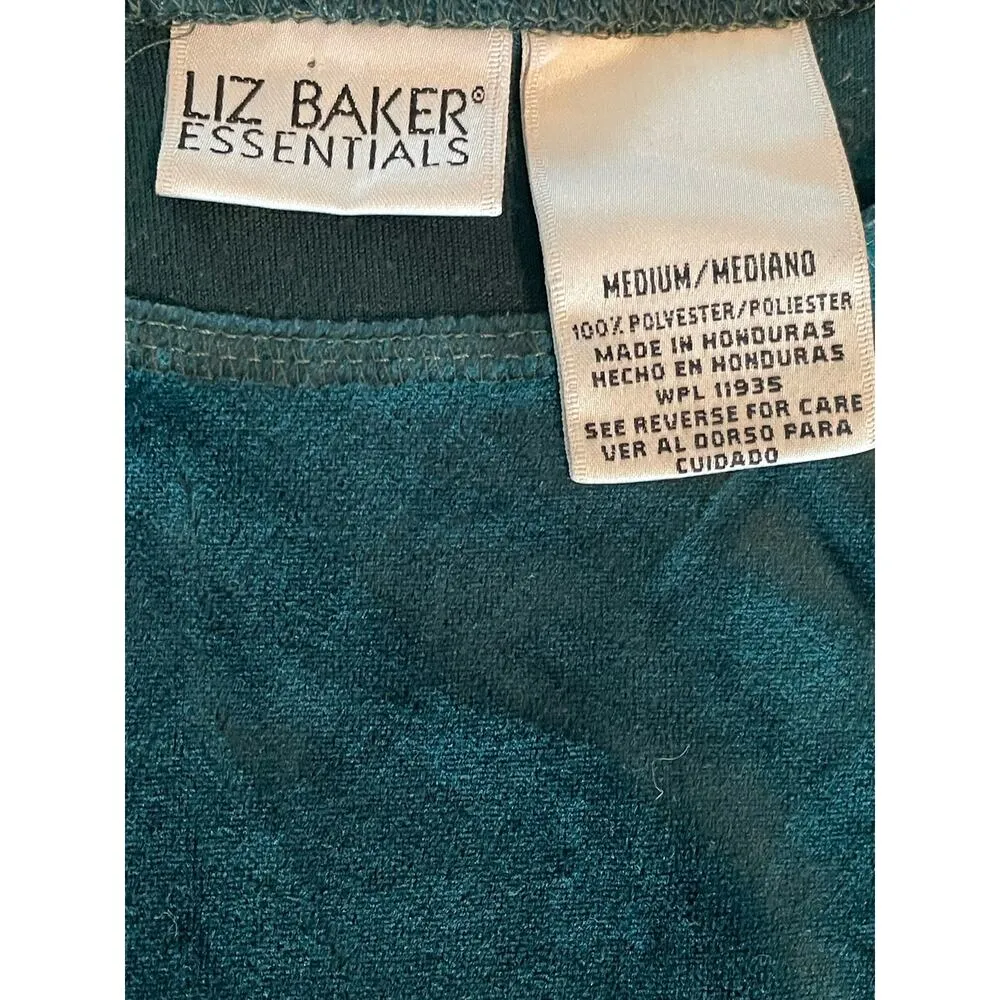 LIZ BAKER®
ESSENTIALS
MEDIUM/MEDIANO
100% POLYESTER/POLIESTER
MADE IN HONDURAS
HECHO EN HONDURAS
WPL 11935
SEE REVERSE FOR CARE
VER AL DORSO PARA
CUIDADO